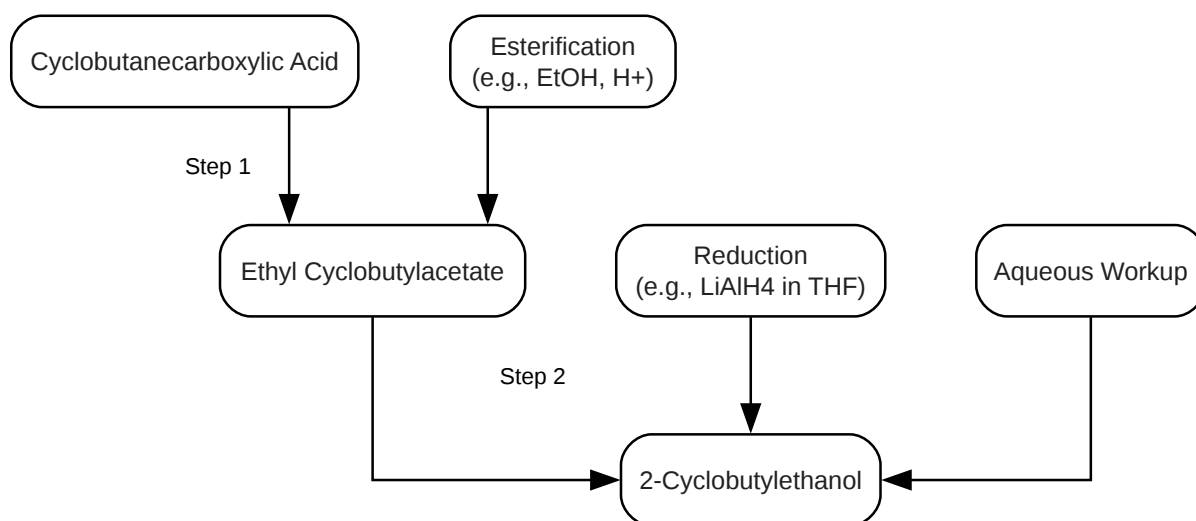 Cyclobutanecarboxylic Acid
Esterification
(e.g., EtOH, H+)
Step 1
Ethyl Cyclobutylacetate
Reduction
(e.g., LiAlH4 in THF)
Aqueous Workup
Step 2
2-Cyclobutylethanol